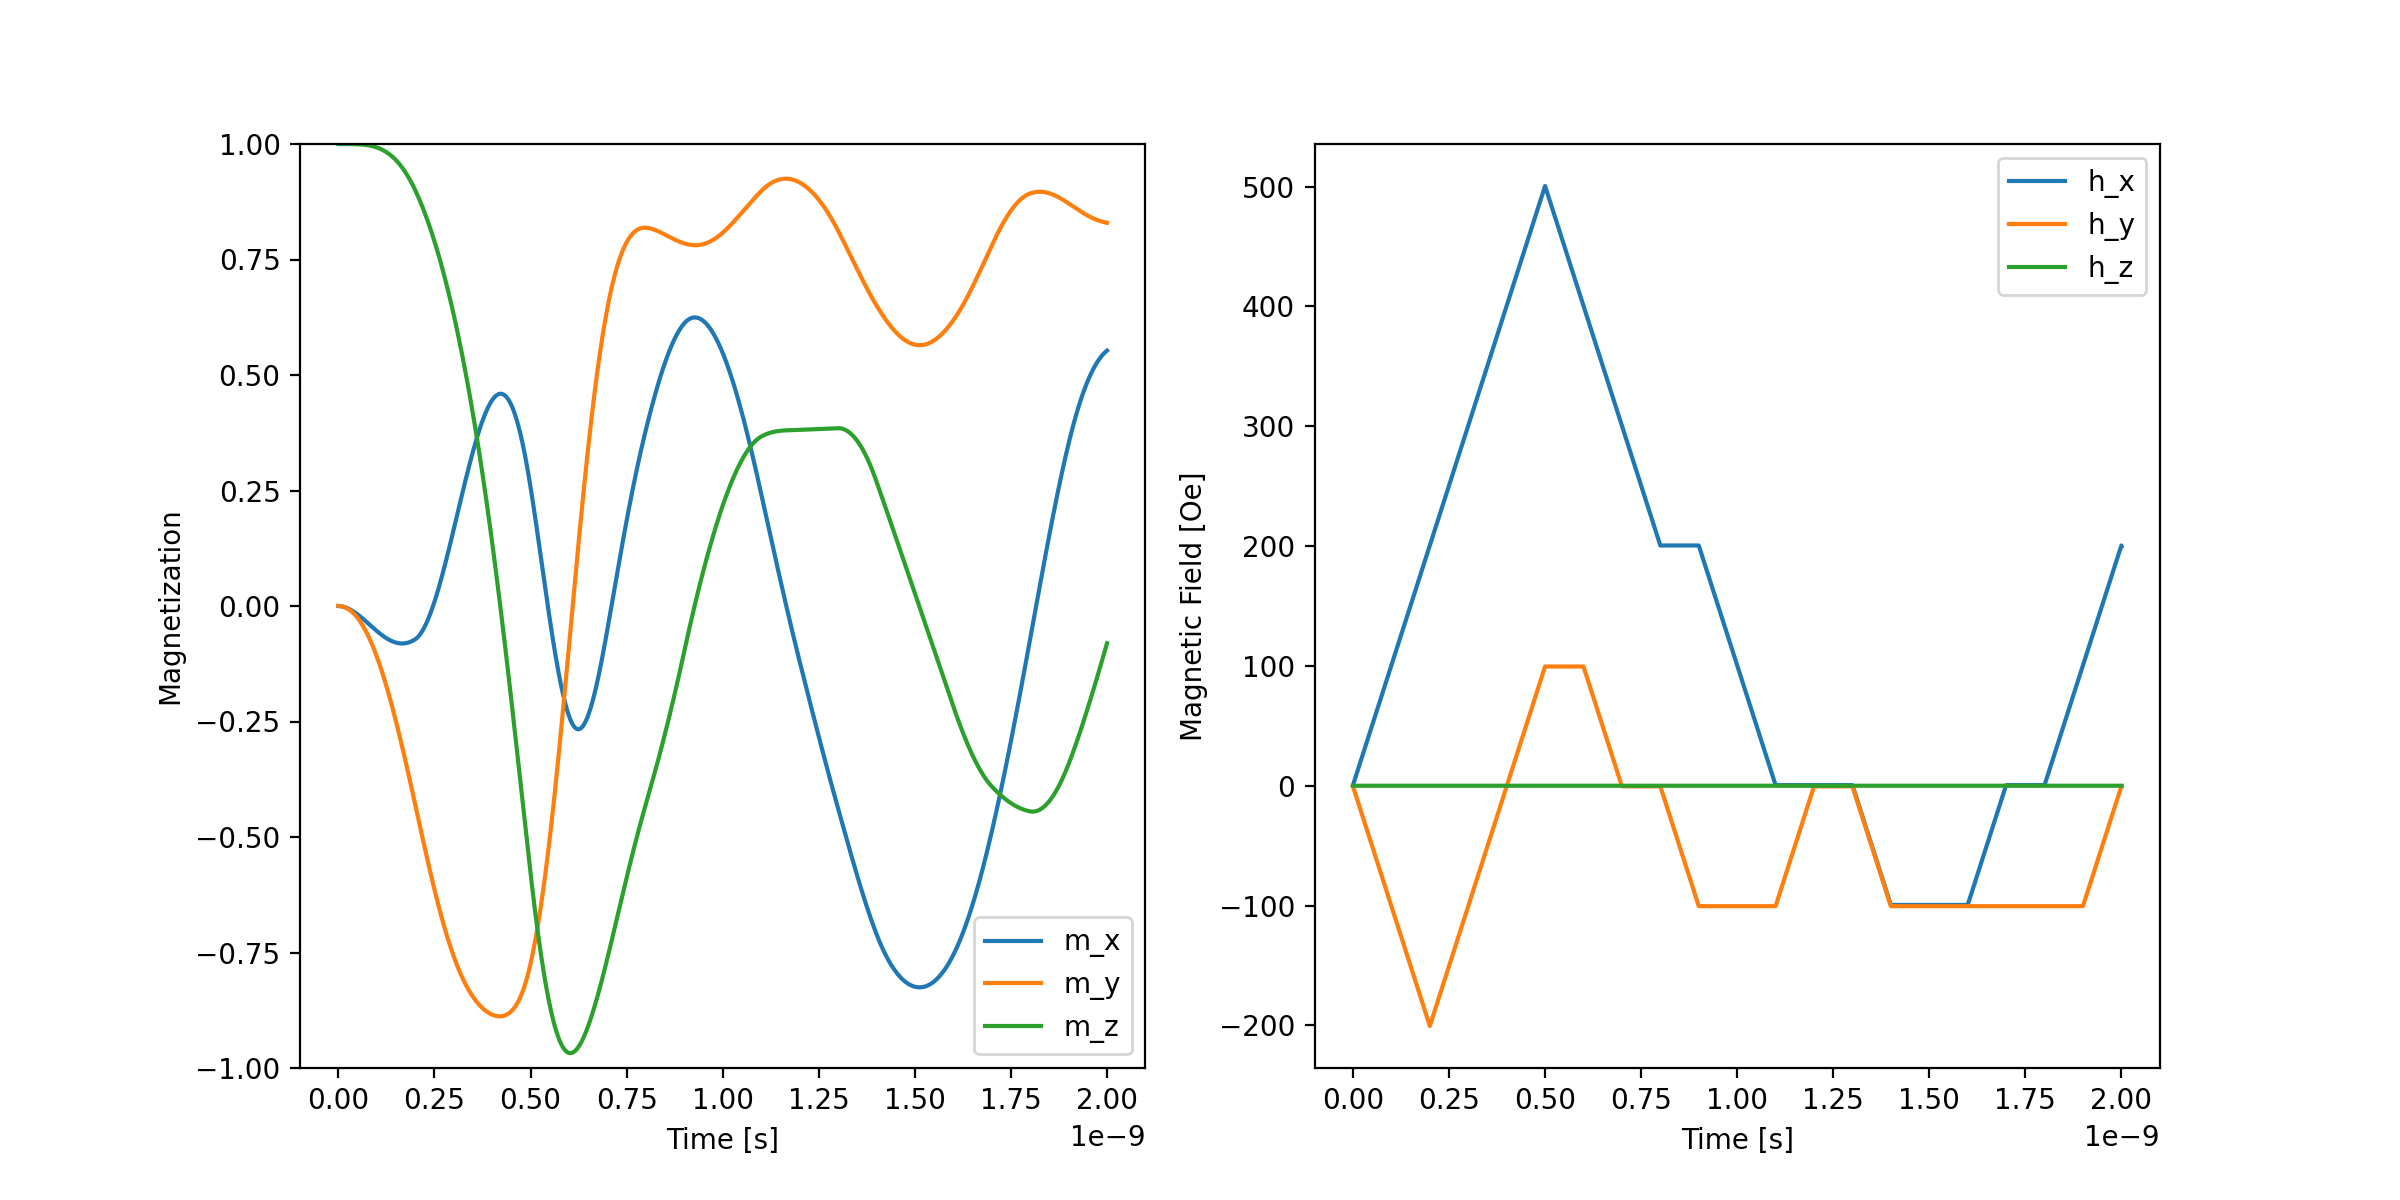 Magnetization
1.00
0.75
0.50
0.25
0.00
−0.25
−0.50
−0.75
−1.00
m_x
m_y
m_z
0.00 0.25 0.50 0.75 1.00 1.25 1.50 1.75 2.00
Time [s]
1e−9
Magnetic Field [Oe]
500
400
300
200
100
0
−100
−200
h_x
h_y
h_z
0.00 0.25 0.50 0.75 1.00 1.25 1.50 1.75 2.00
Time [s]
1e−9